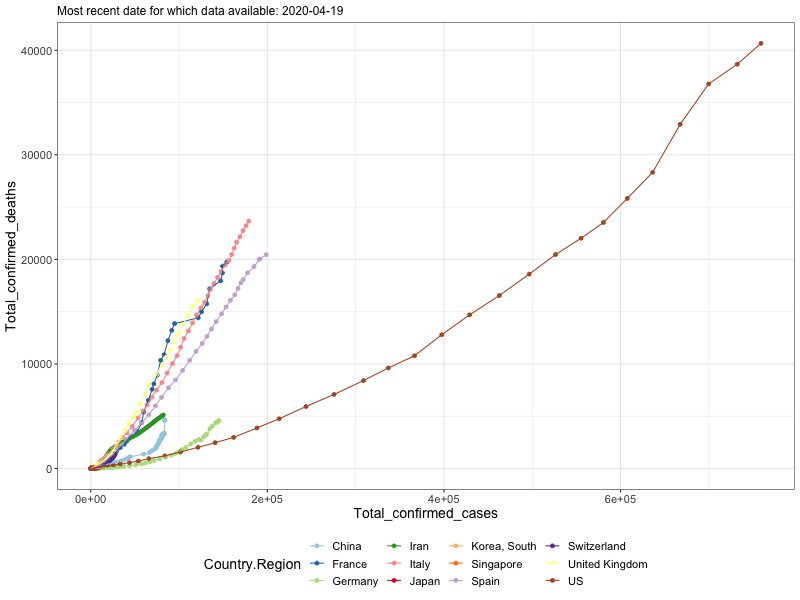 Most recent date for which data available: 2020-04-19
Total_confirmed_deaths
40000
30000
20000
10000
0
0e+00 2e+05 4e+05 6e+05
Total_confirmed_cases
Country.Region
China Iran Korea, South Switzerland
France Italy Singapore United Kingdom
Germany Japan Spain US